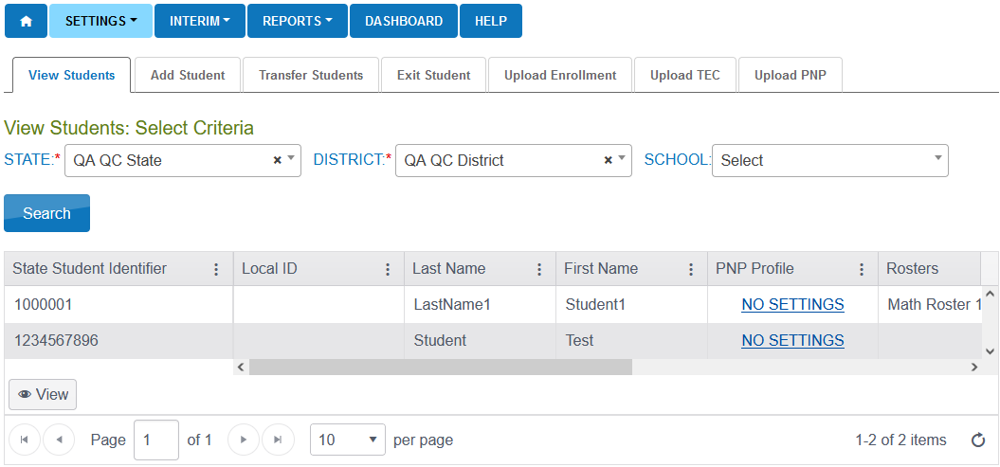 SETTINGS INTERIM REPORTS DASHBOARD HELP
View Students Add Student Transfer Students Exit Student Upload Enrollment Upload TEC Upload PNP
View Students: Select Criteria
STATE:* QA QC State × DISTRICT:* QA QC District × SCHOOL: Select
Search
State Student Identifier Local ID Last Name First Name PNP Profile Rosters
1000001 LastName1 Student1 NO SETTINGS Math Roster 1
1234567896 Student Test NO SETTINGS
View
Page 1 of 1 10 per page 1-2 of 2 items